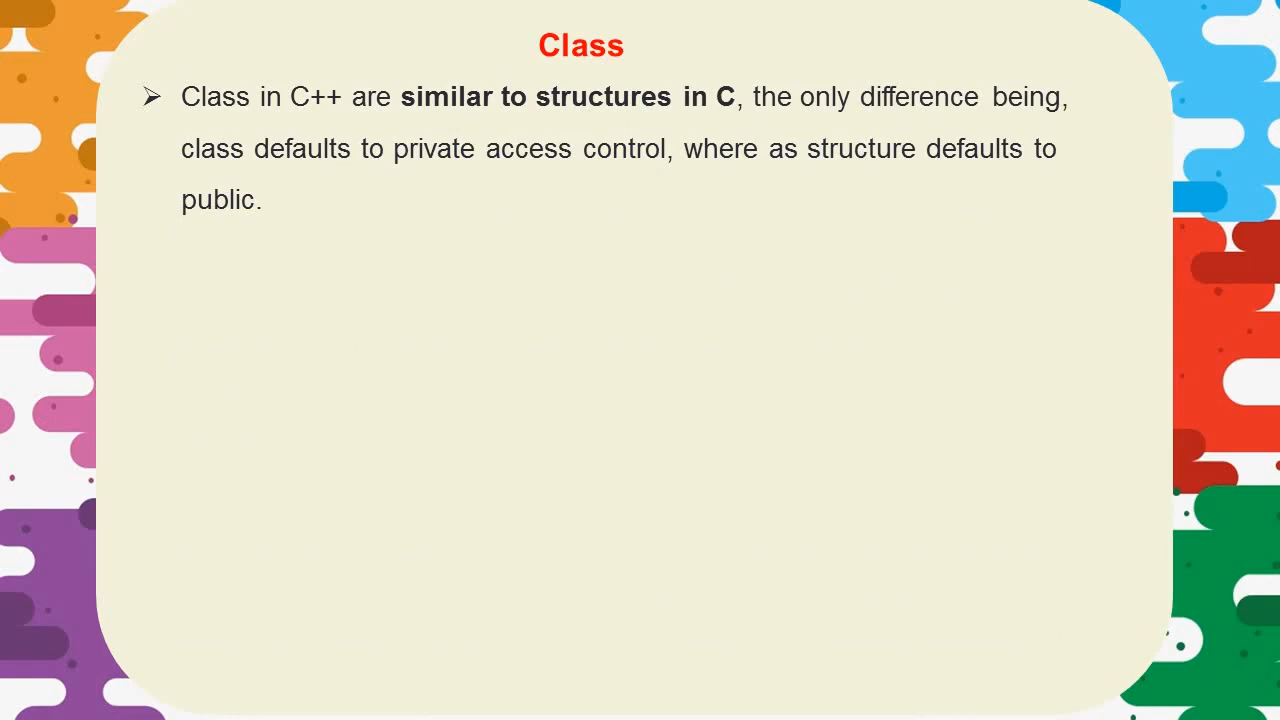 Class
➢ Class in C++ are similar to structures in C, the only difference being,
class defaults to private access control, where as structure defaults to
public.